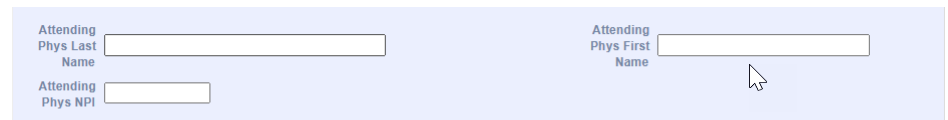 Attending
Phys Last
Name
Attending
Phys First
Name
Attending
Phys NPI